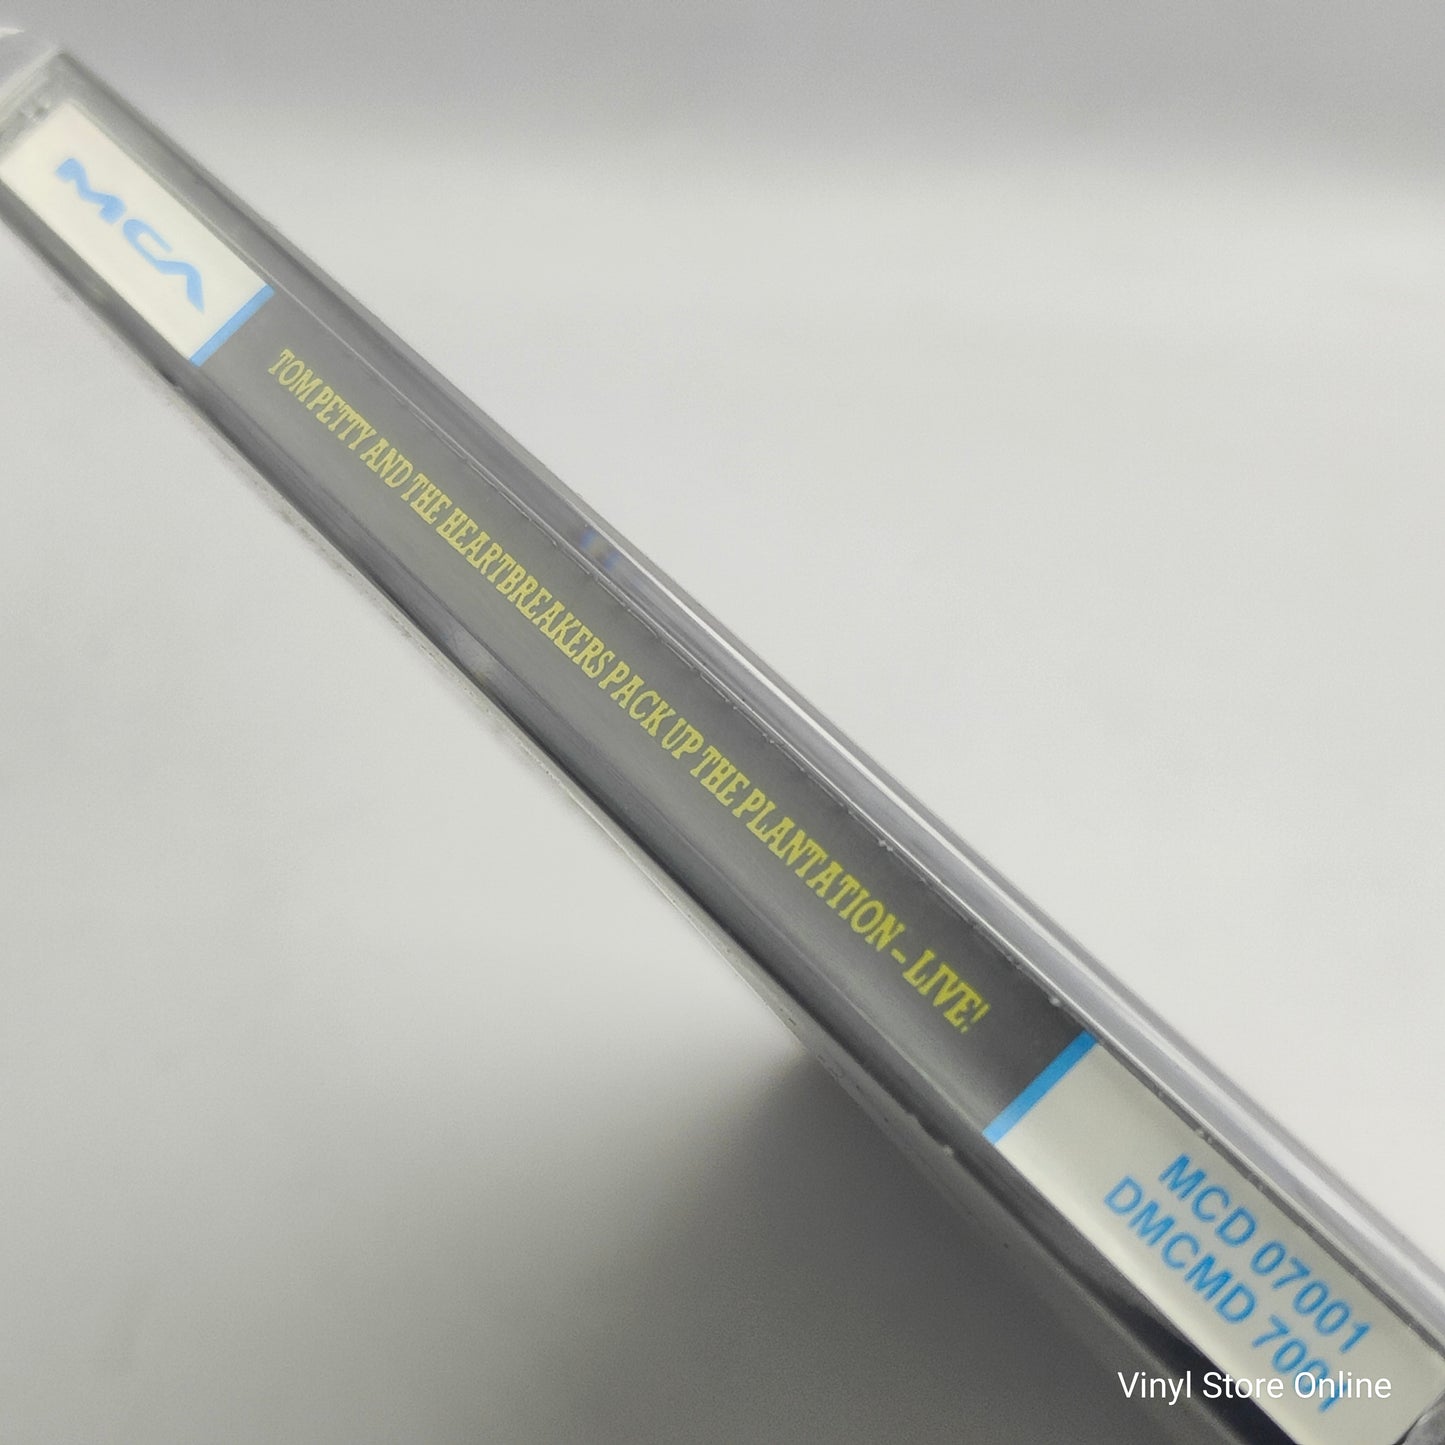 MCA
TOM PETTY AND THE HEARTBREAKERS PACK UP THE PLANTATION – LIVE!
MCD 07001
DMCMD 7001
Vinyl Store Online